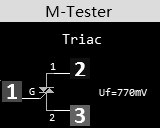 M-Tester
Triac
1 2
1 G Uf=770mV
2 3